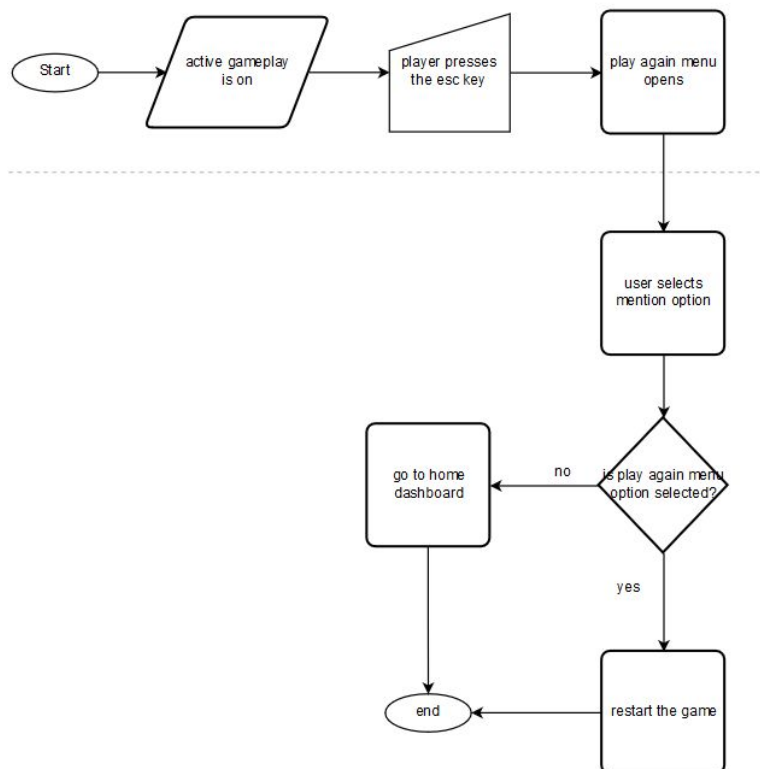 Start
active gameplay
is on
player presses
the esc key
play again menu
opens
user selects
mention option
is play again menu
option selected?
no
go to home
dashboard
yes
restart the game
end